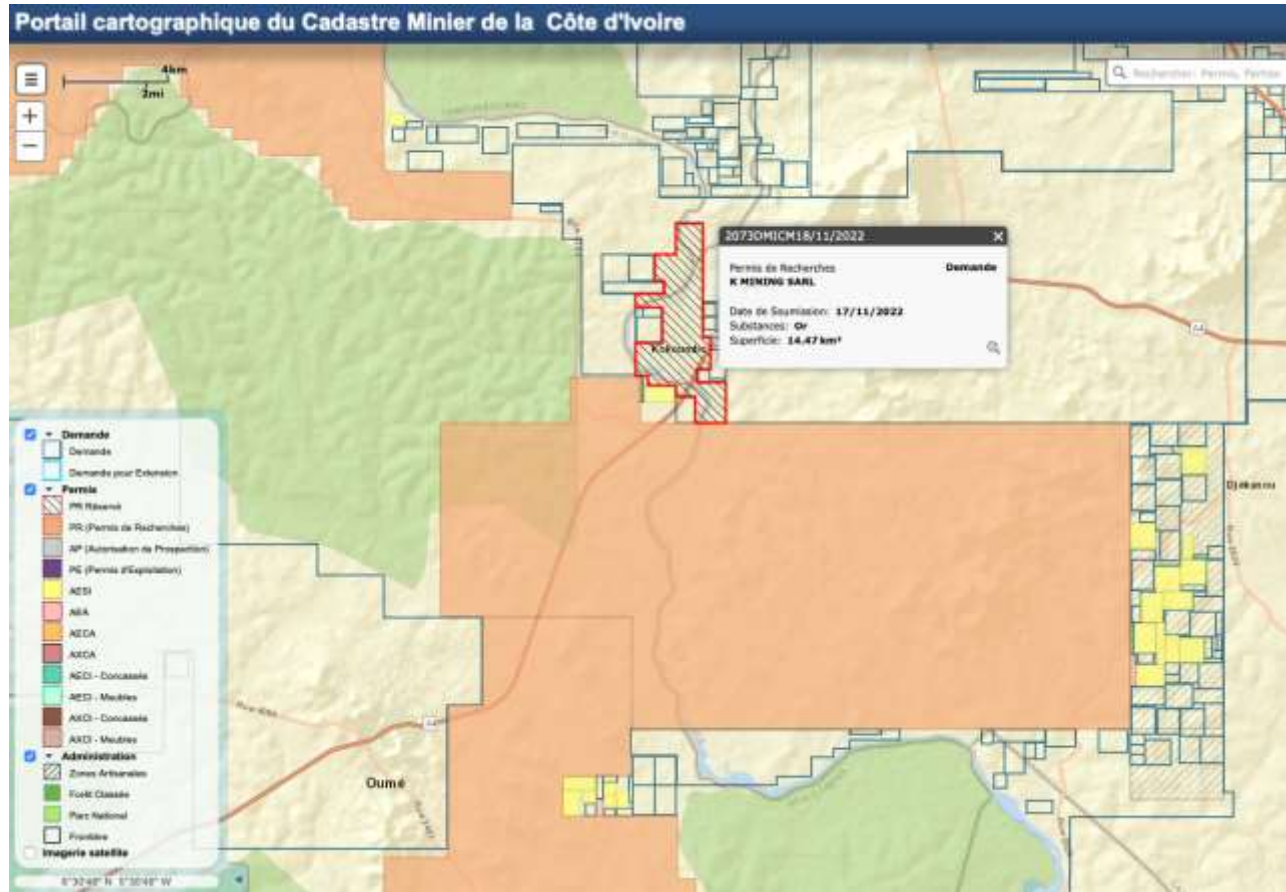 Portail cartographique du Cadastre Minier de la Côte d'Ivoire
4km
2mi
2073DMICM18/11/2022
Permis de Recherches
Demande
K MINING SARL
Date de Soumission: 17/11/2022
Substances: Or
Superficie: 14.47 km²
A4
Djékanou
Demande
Demande
Demande pour Extension
Permis
PR Réservé
PR (Permis de Recherches)
AP (Autorisation de Prospection)
PE (Permis d'Exploitation)
AESI
AEA
AECA
AXCA
AECI - Concassée
AECI - Meubles
AXCI - Concassée
AXCI - Meubles
Administration
Zones Artisanales
Forêt Classée
Parc National
Frontière
Imagerie satellite
A4
Oumé